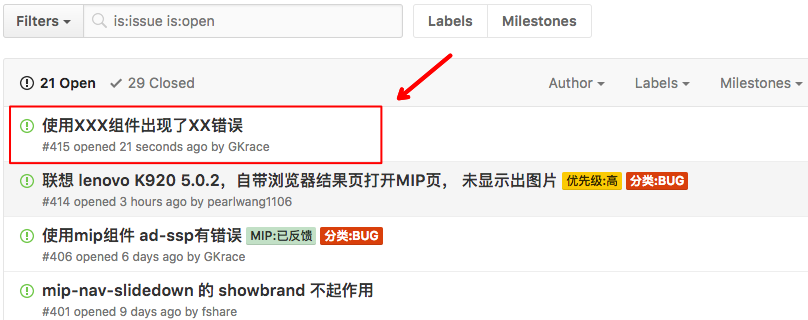 Filters is:issue is:open Labels Milestones
21 Open 29 Closed Author Labels Milestones
使用XXX组件出现了XX错误
#415 opened 21 seconds ago by GKrace
联想 lenovo K920 5.0.2，自带浏览器结果页打开MIP页， 未显示出图片 优先级:高 分类:BUG
#414 opened 3 hours ago by pearlwang1106
使用mip组件 ad-ssp有错误 MIP:已反馈 分类:BUG
#406 opened 6 days ago by GKrace
mip-nav-slidedown 的 showbrand 不起作用
#401 opened 9 days ago by fshare